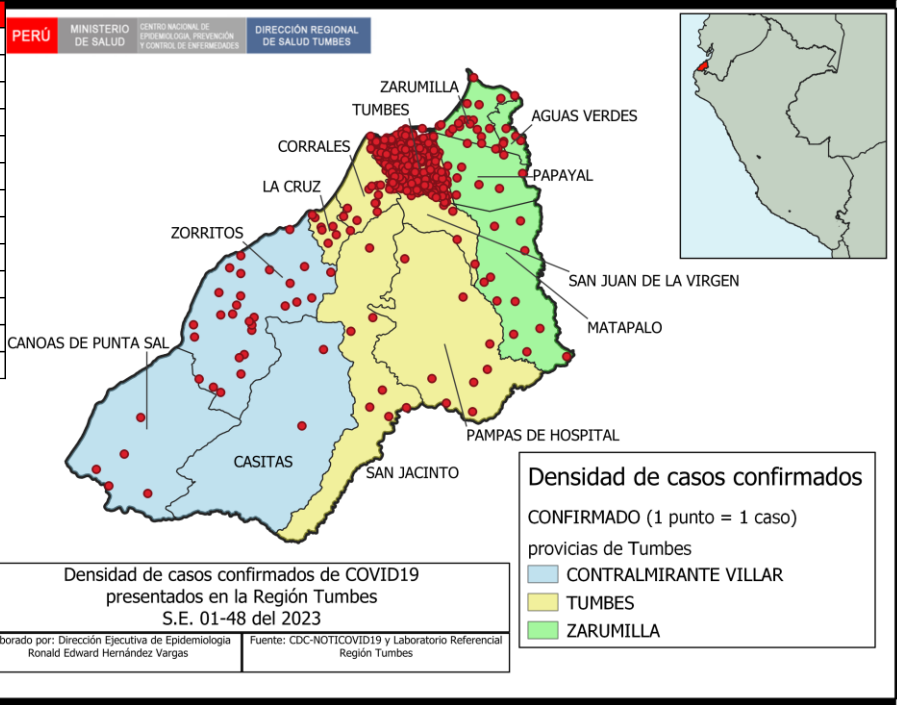 PERÚ
MINISTERIO
DE SALUD
CENTRO NACIONAL DE
EPIDEMIOLOGIA, PREVENCIÓN
Y CONTROL DE ENFERMEDADES
DIRECCIÓN REGIONAL
DE SALUD TUMBES
ZARUMILLA
TUMBES
AGUAS VERDES
CORRALES
PAPAYAL
LA CRUZ
ZORRITOS
SAN JUAN DE LA VIRGEN
MATAPALO
CANOAS DE PUNTA SAL
PAMPAS DE HOSPITAL
CASITAS
SAN JACINTO
Densidad de casos confirmados
CONFIRMADO (1 punto = 1 caso)
provicias de Tumbes
CONTRALMIRANTE VILLAR
TUMBES
ZARUMILLA
Densidad de casos confirmados de COVID19
presentados en la Región Tumbes
S.E. 01-48 del 2023
borado por: Dirección Ejecutiva de Epidemiologia
Ronald Edward Hernández Vargas
Fuente: CDC-NOTICOVID19 y Laboratorio Referencial
Región Tumbes